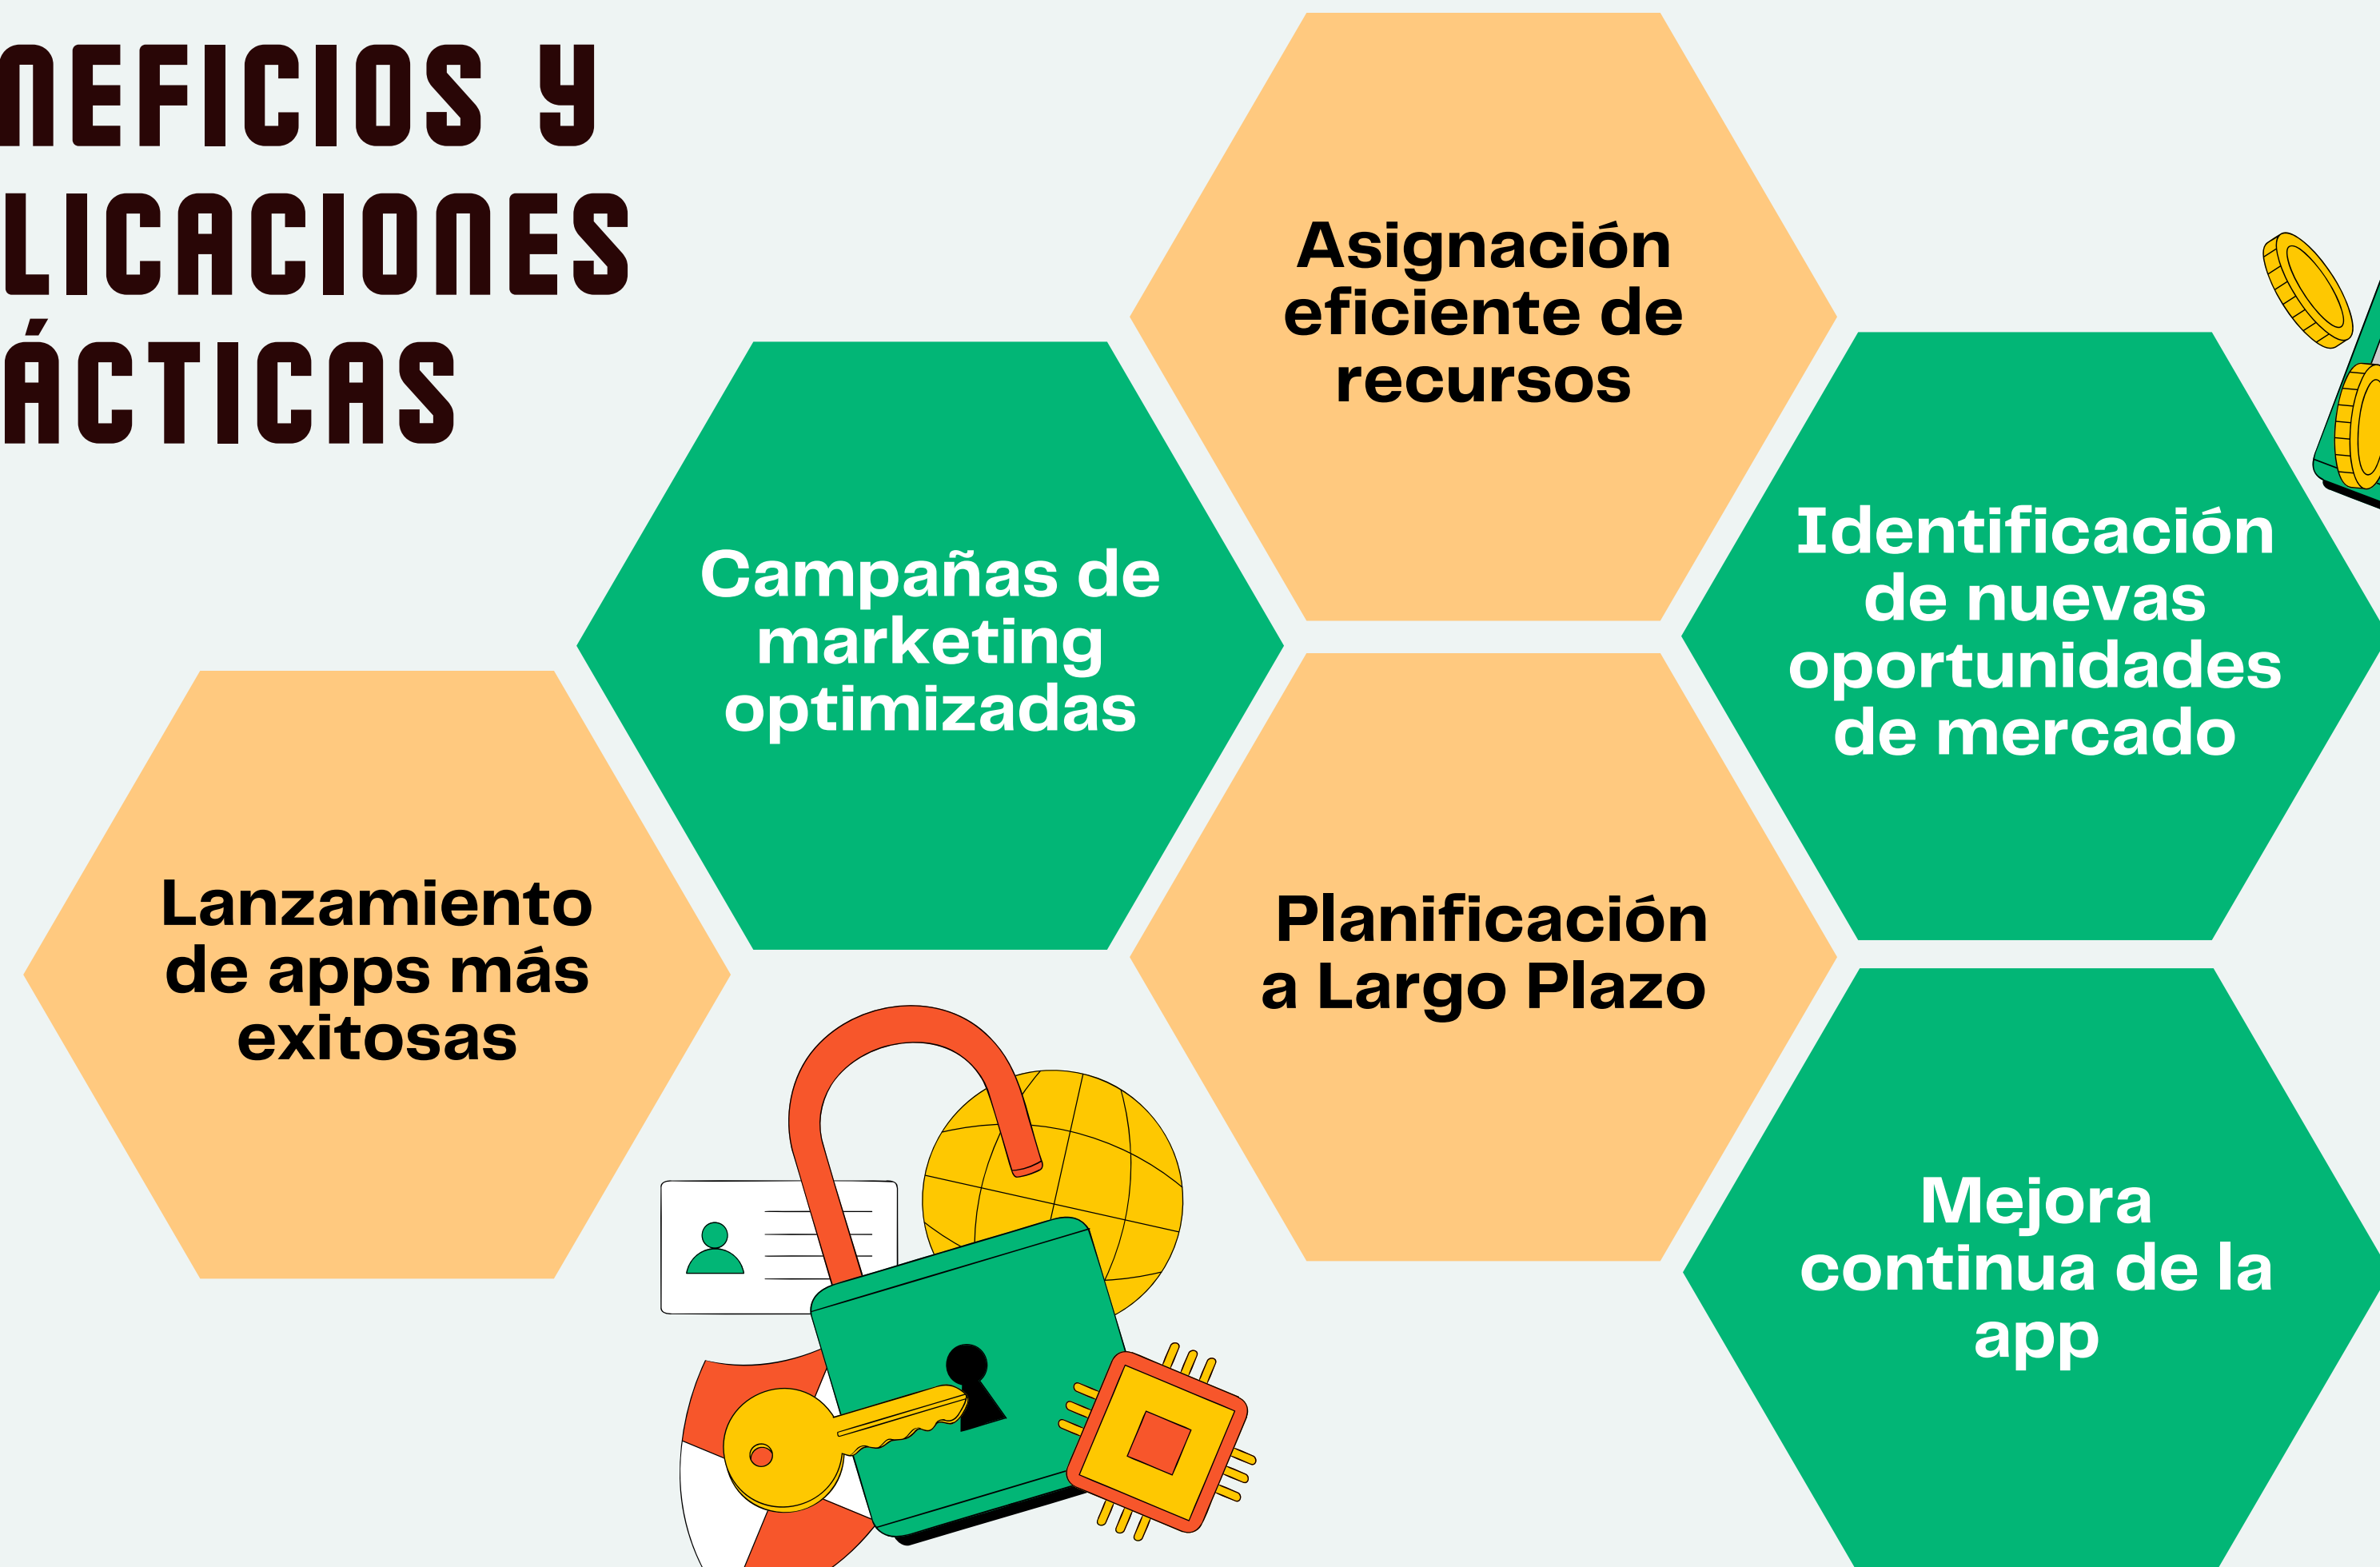 NEFICIOS Y
LICACIONES
ÁCTICAS
Asignación
eficiente de
recursos
Campañas de
marketing
optimizadas
Identificación
de nuevas
oportunidades
de mercado
Lanzamiento
de apps más
exitosas
Planificación
a Largo Plazo
Mejora
continua de la
app